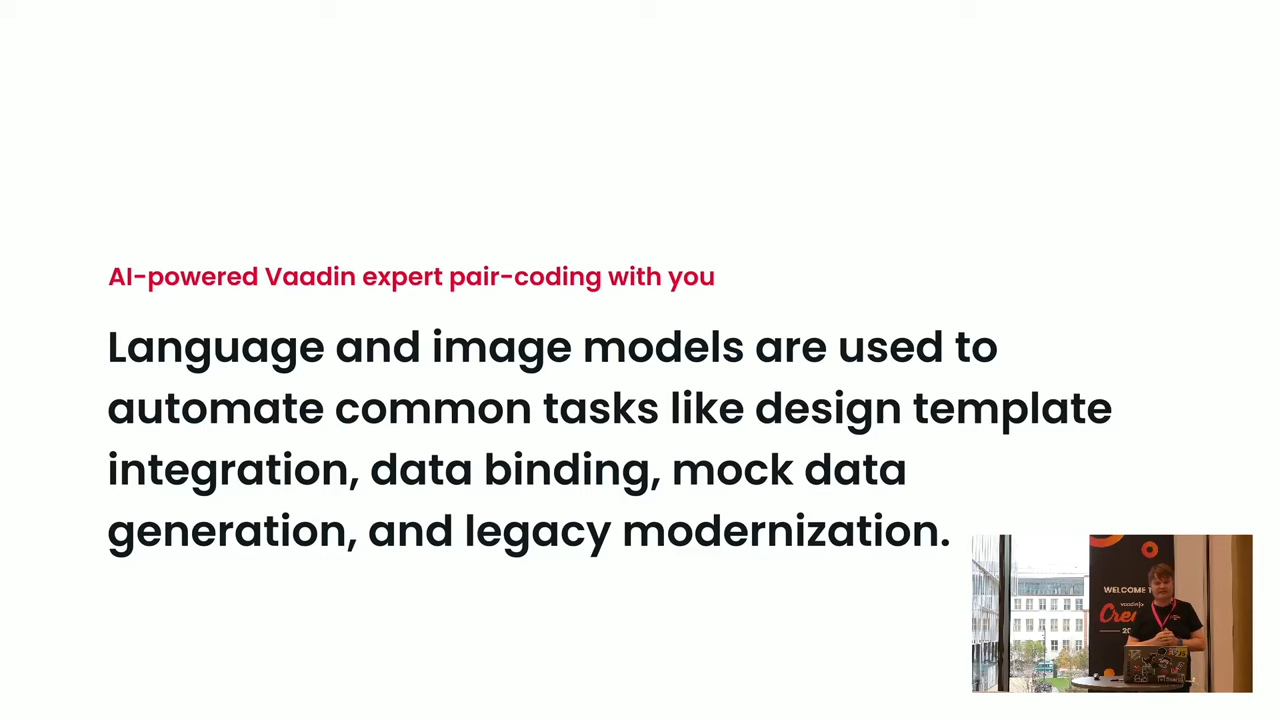 AI-powered Vaadin expert pair-coding with you
Language and image models are used to
automate common tasks like design template
integration, data binding, mock data
generation, and legacy modernization.
WELCOME
vaadin}>